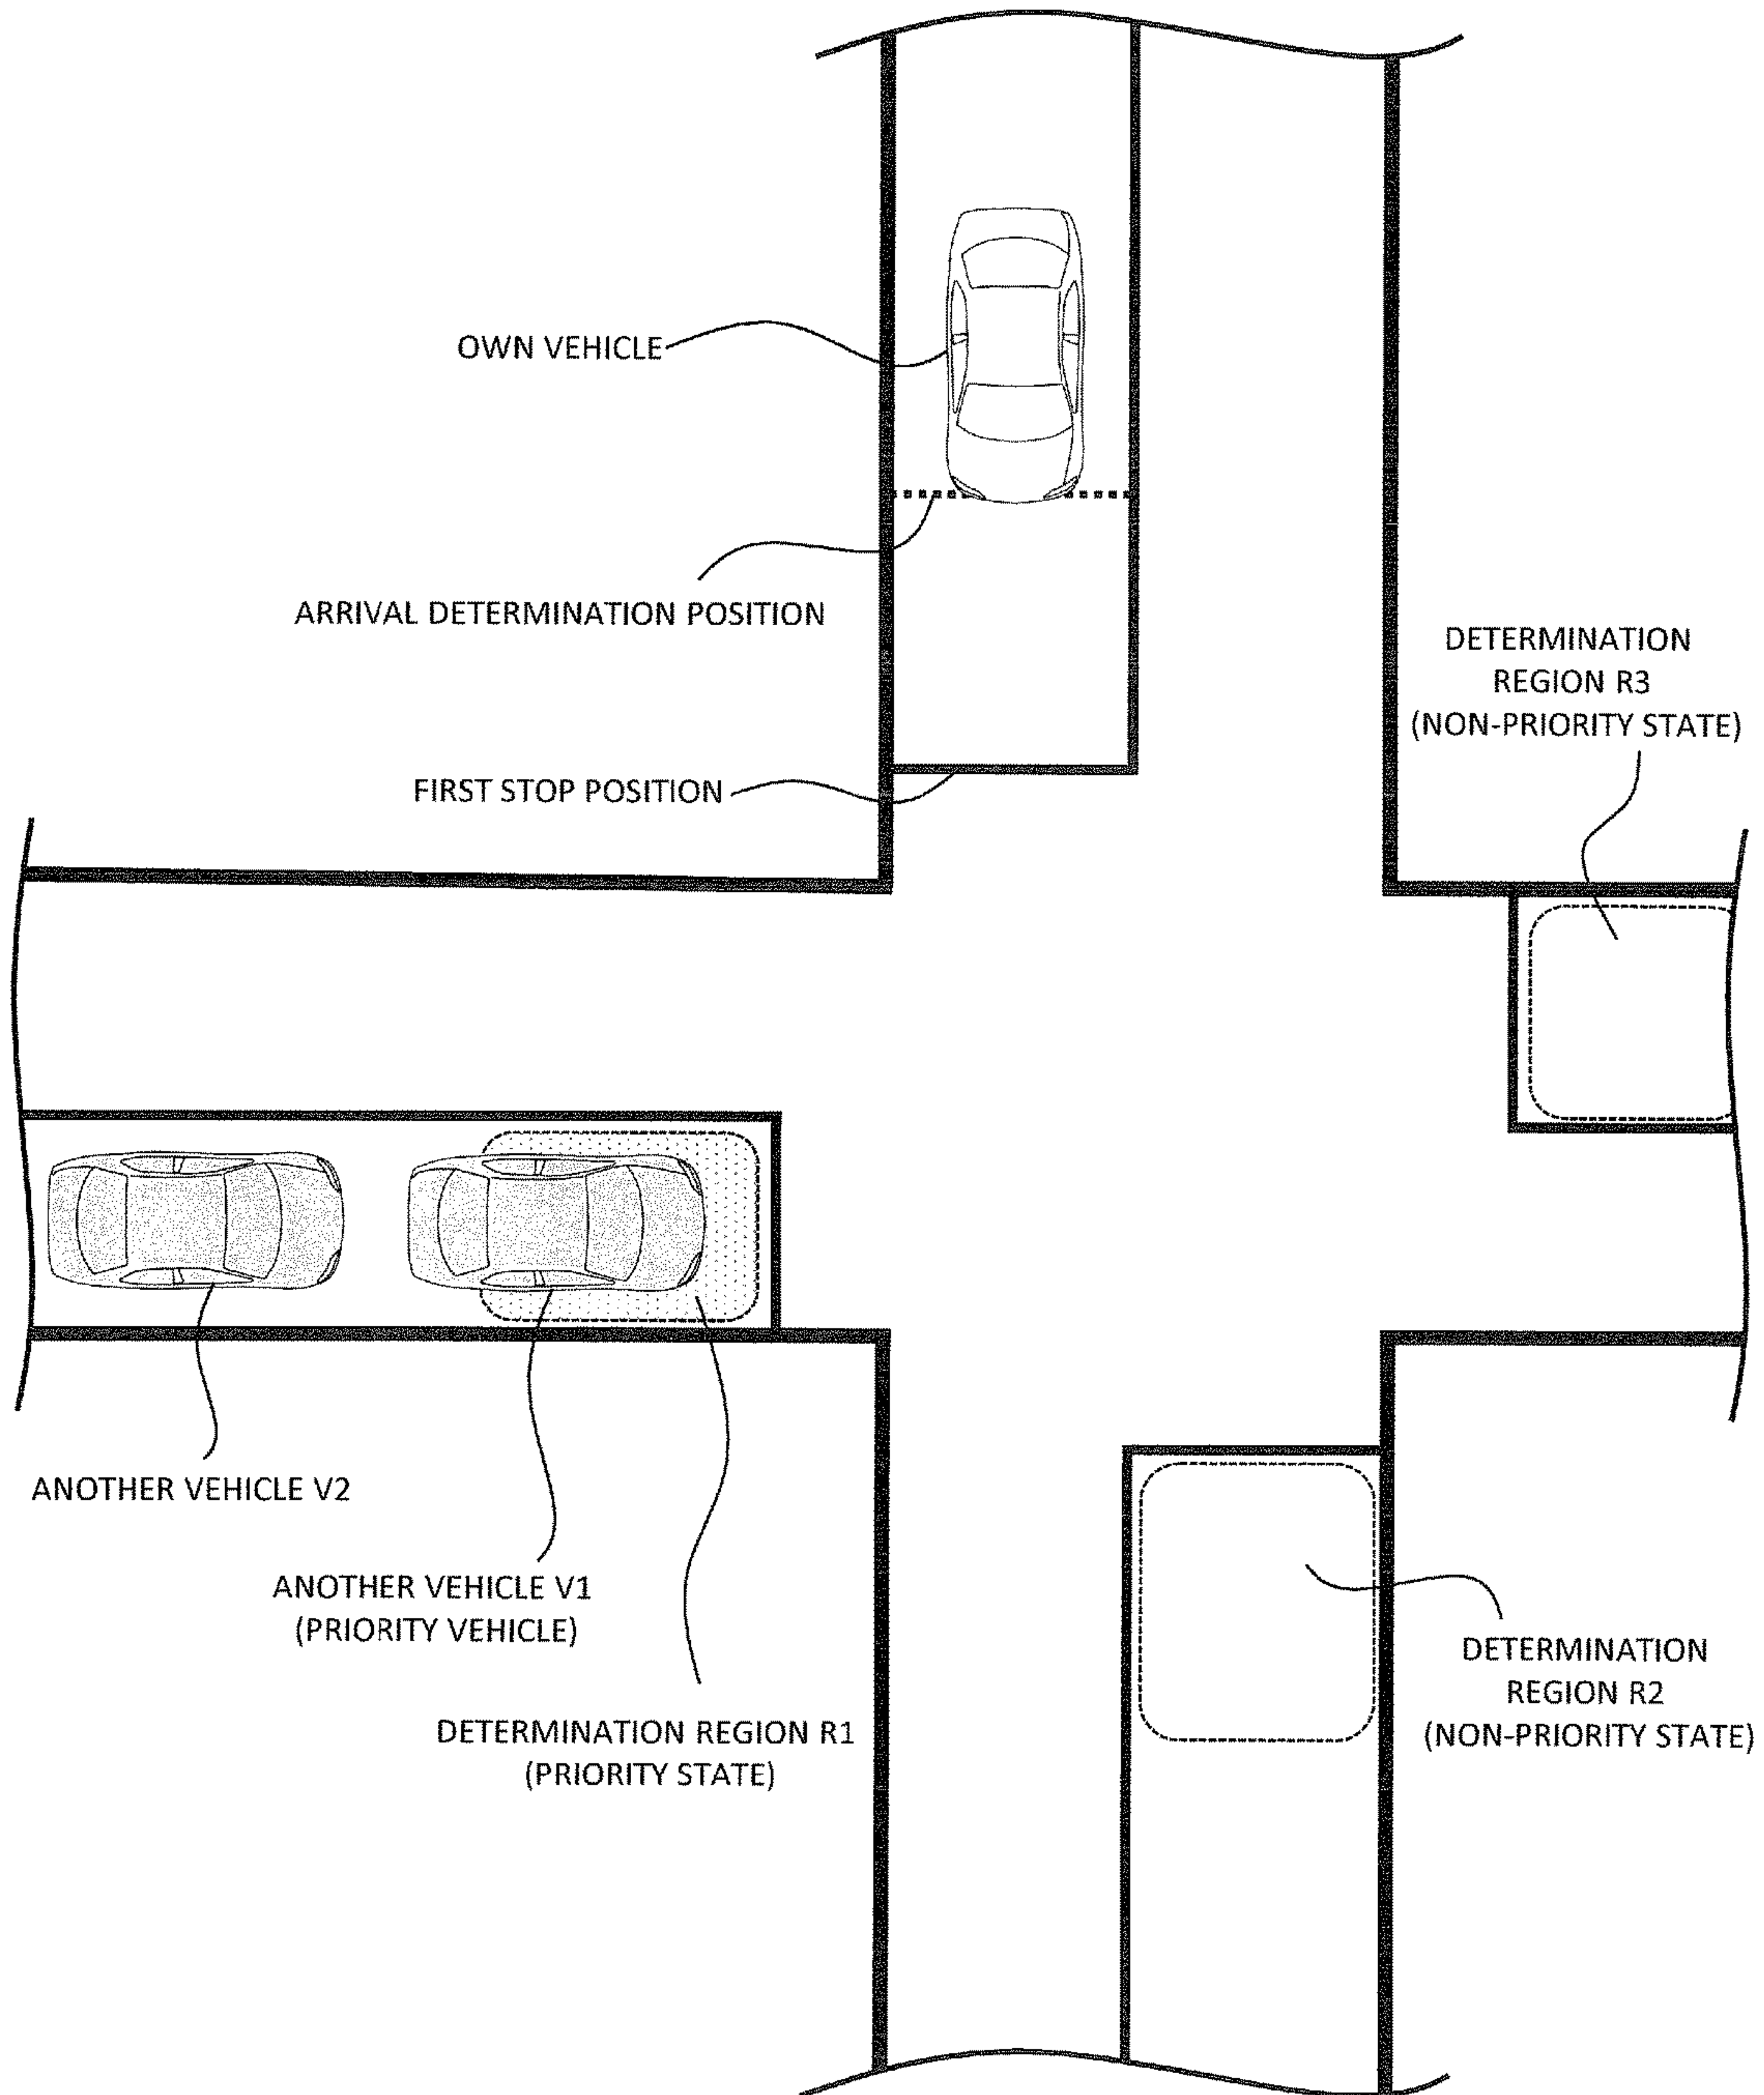 OWN VEHICLE
ARRIVAL DETERMINATION POSITION
DETERMINATION
REGION R3
(NON-PRIORITY STATE)
FIRST STOP POSITION
ANOTHER VEHICLE V2
ANOTHER VEHICLE V1
(PRIORITY VEHICLE)
DETERMINATION REGION R1
(PRIORITY STATE)
DETERMINATION
REGION R2
(NON-PRIORITY STATE)